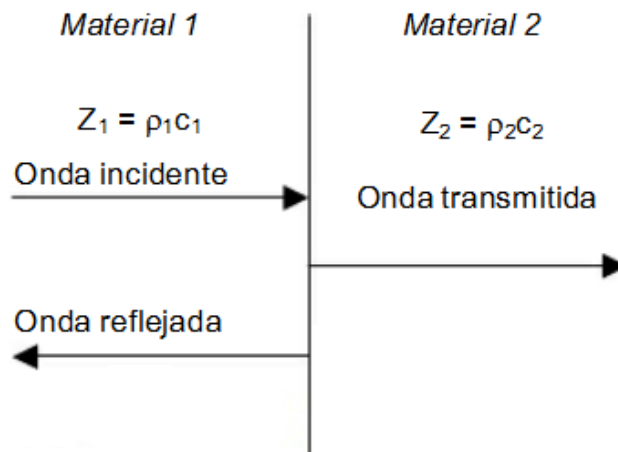 Material 1
Material 2
Z₁ = ρ₁c₁
Z₂ = ρ₂c₂
Onda incidente
Onda transmitida
Onda reflejada